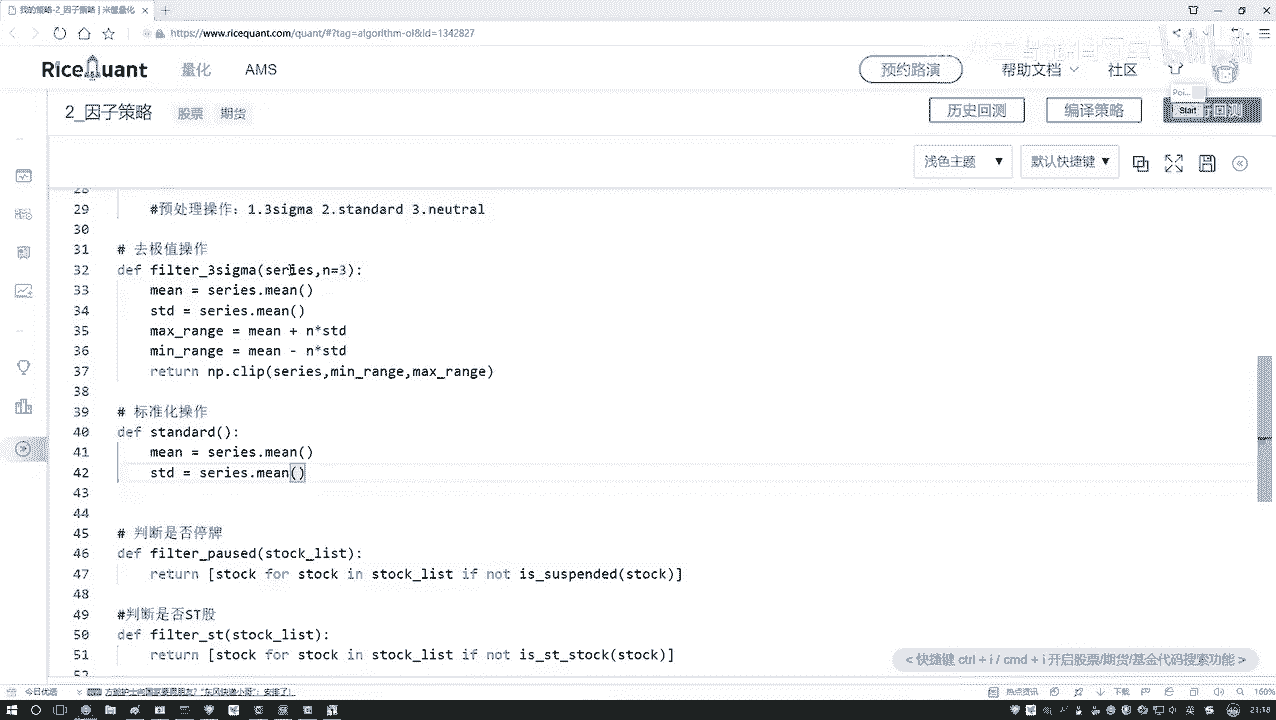 我的策略-2_因子策略 | 米筐量化
https://www.ricequant.com/quant/#?tag=algorithm-ol&id=1342827
RiceQuant 量化 AMS 预约路演 帮助文档 社区
2_因子策略 股票 期货 历史回测 编译策略
Poi...
Start
浅色主题 默认快捷键
28
29 #预处理操作: 1.3sigma 2.standard 3.neutral
30
31 # 去极值操作
32 def filter_3sigma(series,n=3):
33 mean = series.mean()
34 std = series.mean()
35 max_range = mean + n*std
36 min_range = mean - n*std
37 return np.clip(series,min_range,max_range)
38
39 # 标准化操作
40 def standard():
41 mean = series.mean()
42 std = series.mean()
43
44
45 # 判断是否停牌
46 def filter_paused(stock_list):
47 return [stock for stock in stock_list if not is_suspended(stock)]
48
49 #判断是否ST股
50 def filter_st(stock_list):
51 return [stock for stock in stock_list if not is_st_stock(stock)]
52
< 快捷键 ctrl + i / cmd + i 开启股票/期货/基金代码搜索功能 >
今日优选 热点资讯 下载 160%
21:18